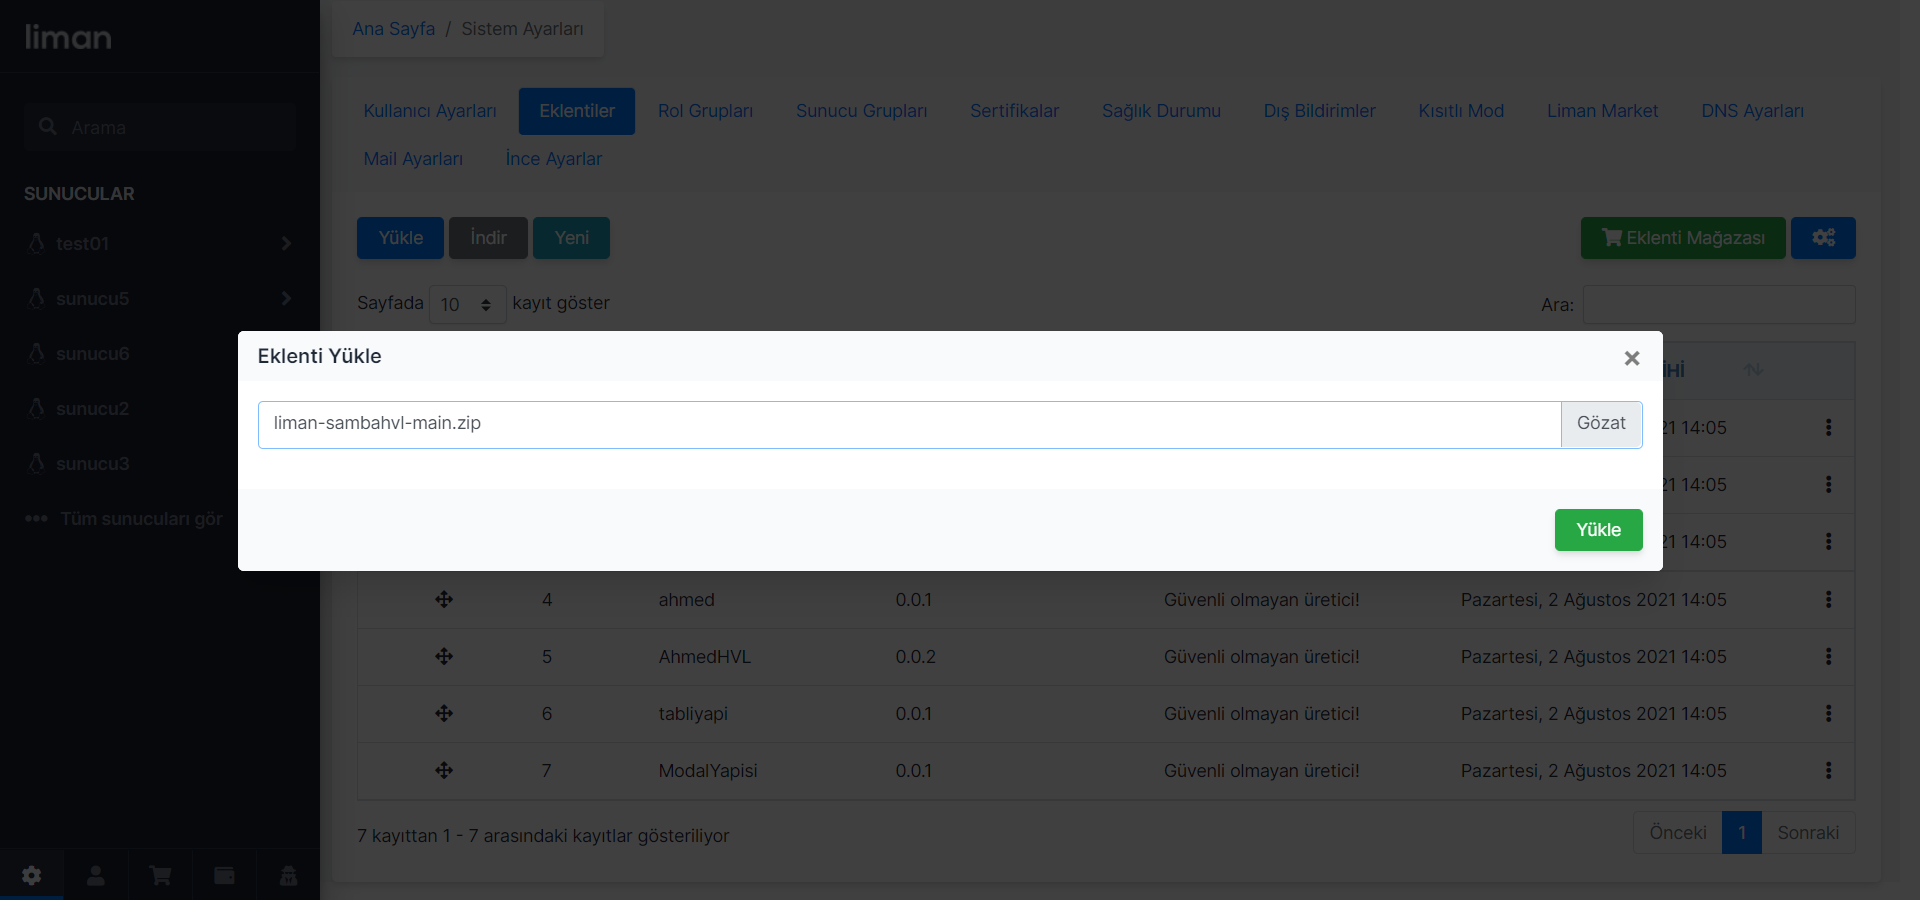 liman
Arama
SUNUCULAR
test01
sunucu5
sunucu6
sunucu2
sunucu3
Tüm sunucuları gör
Ana Sayfa / Sistem Ayarları
Kullanıcı Ayarları Eklentiler Rol Grupları Sunucu Grupları Sertifikalar Sağlık Durumu Dış Bildirimler Kısıtlı Mod Liman Market DNS Ayarları
Mail Ayarları İnce Ayarlar
Yükle İndir Yeni Eklenti Mağazası
Sayfada 10 kayıt göster Ara:
Eklenti Yükle ×
liman-sambahvl-main.zip Gözat
Yükle
14:05
14:05
14:05
4 ahmed 0.0.1 Güvenli olmayan üretici! Pazartesi, 2 Ağustos 2021 14:05
5 AhmedHVL 0.0.2 Güvenli olmayan üretici! Pazartesi, 2 Ağustos 2021 14:05
6 tabliyapi 0.0.1 Güvenli olmayan üretici! Pazartesi, 2 Ağustos 2021 14:05
7 ModalYapisi 0.0.1 Güvenli olmayan üretici! Pazartesi, 2 Ağustos 2021 14:05
7 kayıttan 1 - 7 arasındaki kayıtlar gösteriliyor
Önceki 1 Sonraki